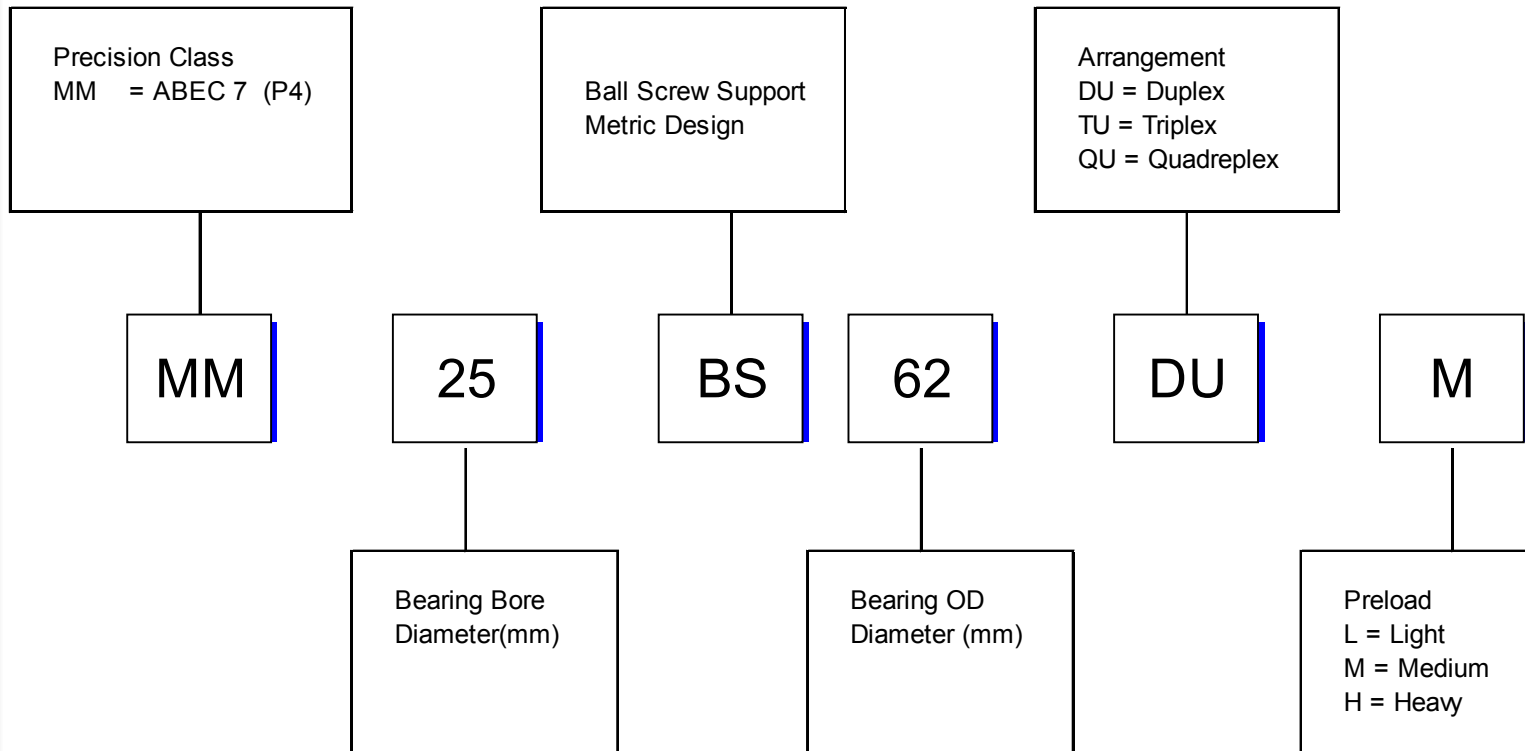 Precision Class
MM = ABEC 7 (P4)
Ball Screw Support
Metric Design
Arrangement
DU = Duplex
TU = Triplex
QU = Quadreplex
MM
25
BS
62
DU
M
Bearing Bore
Diameter(mm)
Bearing OD
Diameter (mm)
Preload
L = Light
M = Medium
H = Heavy